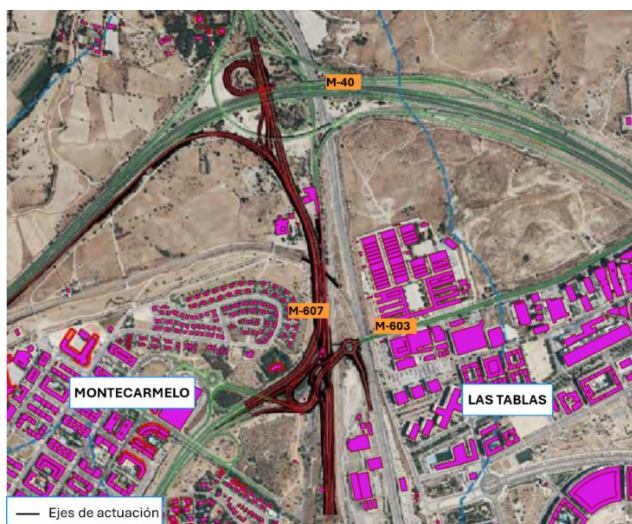 M-40
M-607
M-603
MONTECARMELO
LAS TABLAS
Ejes de actuación